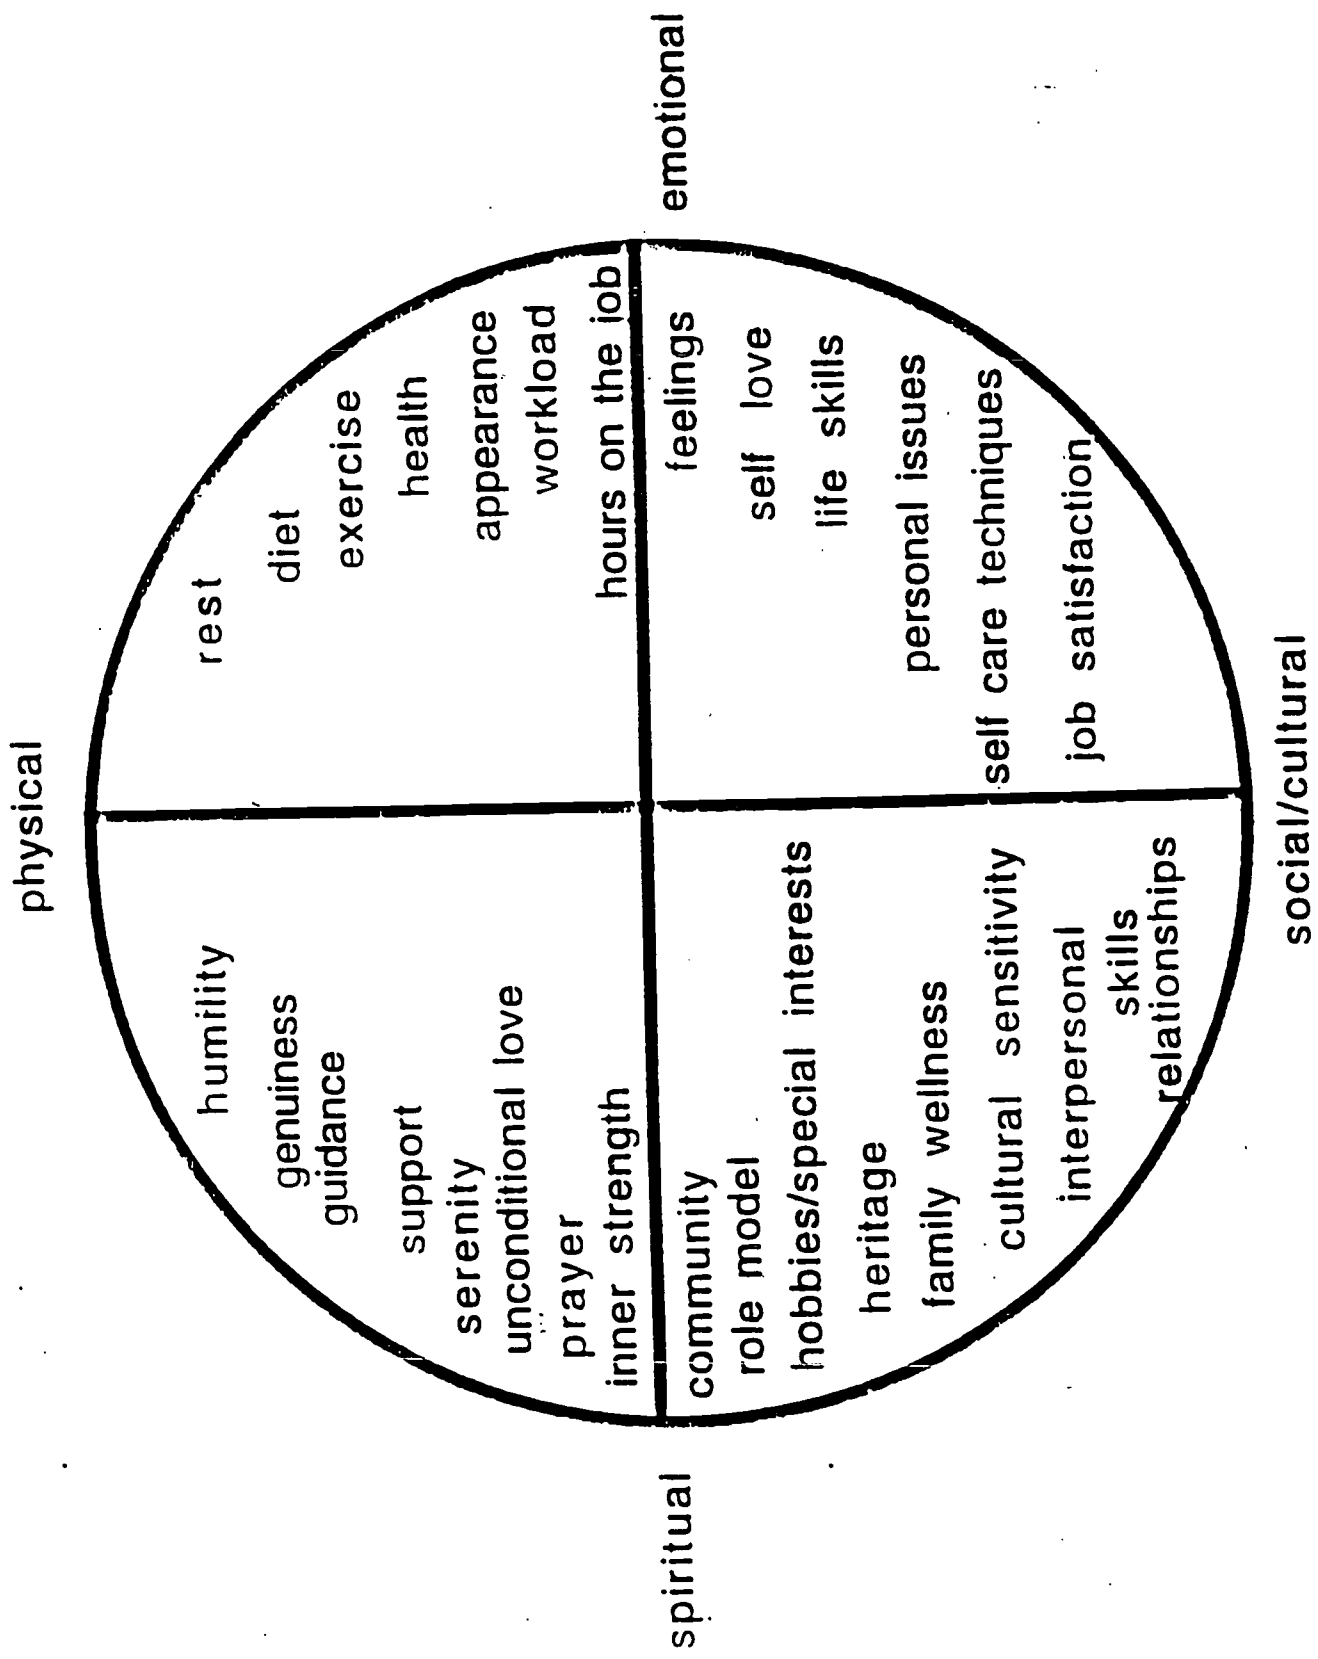 physical
humility
genuiness
guidance
support
serenity
unconditional love
prayer
inner strength
rest
diet
exercise
health
appearance
workload
hours on the job
spiritual
emotional
community
role model
hobbies/special interests
heritage
family wellness
cultural sensitivity
interpersonal
skills
relationships
feelings
self love
life skills
personal issues
self care techniques
job satisfaction
social/cultural